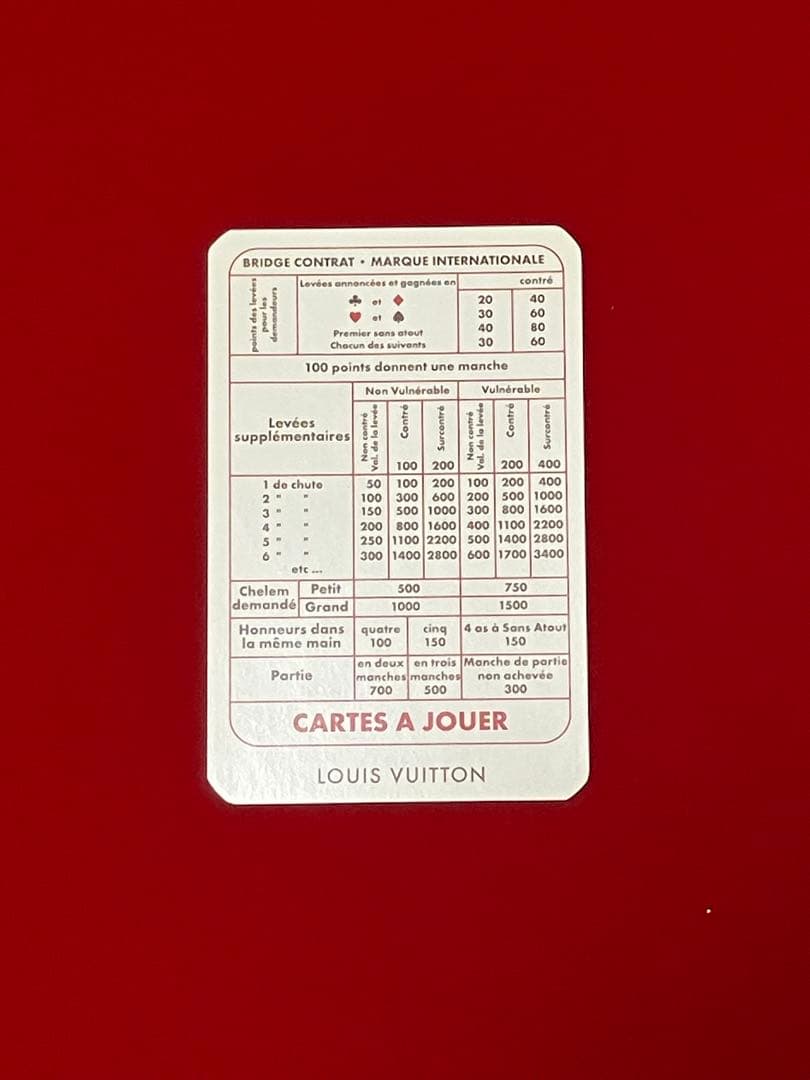 BRIDGE CONTRAT • MARQUE INTERNATIONALE
points des levées pour les demandeurs
Levées annoncées et gagnées en
contré
♣ et ♦ 20 40
♥ et ♠ 30 60
Premier sans atout 40 80
Chacun des suivants 30 60
100 points donnent une manche
Levées supplémentaires
Non Vulnérable Vulnérable
Non contré Val. de la levée
Contré 100
Surcontré 200
Non contré Val. de la levée
Contré 200
Surcontré 400
1 de chute 50 100 200 100 200 400
2 " " 100 300 600 200 500 1000
3 " " 150 500 1000 300 800 1600
4 " " 200 800 1600 400 1100 2200
5 " " 250 1100 2200 500 1400 2800
6 " " 300 1400 2800 600 1700 3400
etc ...
Chelem demandé
Petit 500 750
Grand 1000 1500
Honneurs dans la même main
quatre 100
cinq 150
4 as à Sans Atout 150
Partie
en deux manches 700
en trois manches 500
Manche de partie non achevée 300
CARTES A JOUER
LOUIS VUITTON